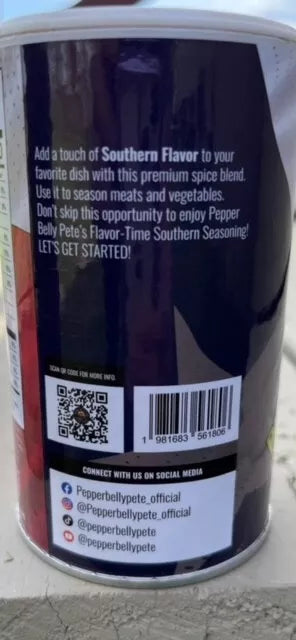 Add a touch of Southern Flavor to your
favorite dish with this premium spice blend.
Use it to season meats and vegetables.
Don't skip this opportunity to enjoy Pepper
Belly Pete's Flavor-Time Southern Seasoning!
LET'S GET STARTED!
SCAN QR CODE FOR MORE INFO.
1 981683 561806
CONNECT WITH US ON SOCIAL MEDIA
Pepperbellypete_official
@Pepperbellypete_official
@pepperbellypete
@pepperbellypete